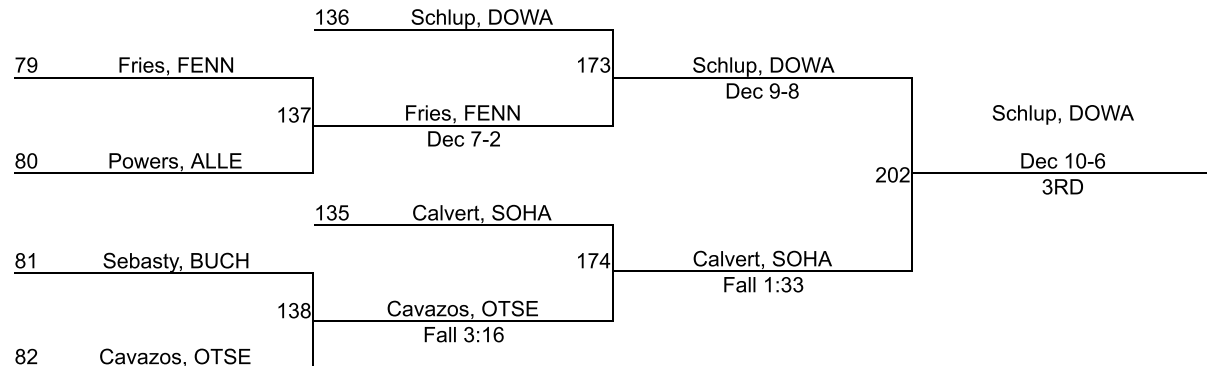 136 Schlup, DOWA
79 Fries, FENN
173 Schlup, DOWA
Dec 9-8
137 Fries, FENN
Dec 7-2
Schlup, DOWA
80 Powers, ALLE
Dec 10-6
202
3RD
135 Calvert, SOHA
81 Sebasty, BUCH
174 Calvert, SOHA
Fall 1:33
138 Cavazos, OTSE
Fall 3:16
82 Cavazos, OTSE